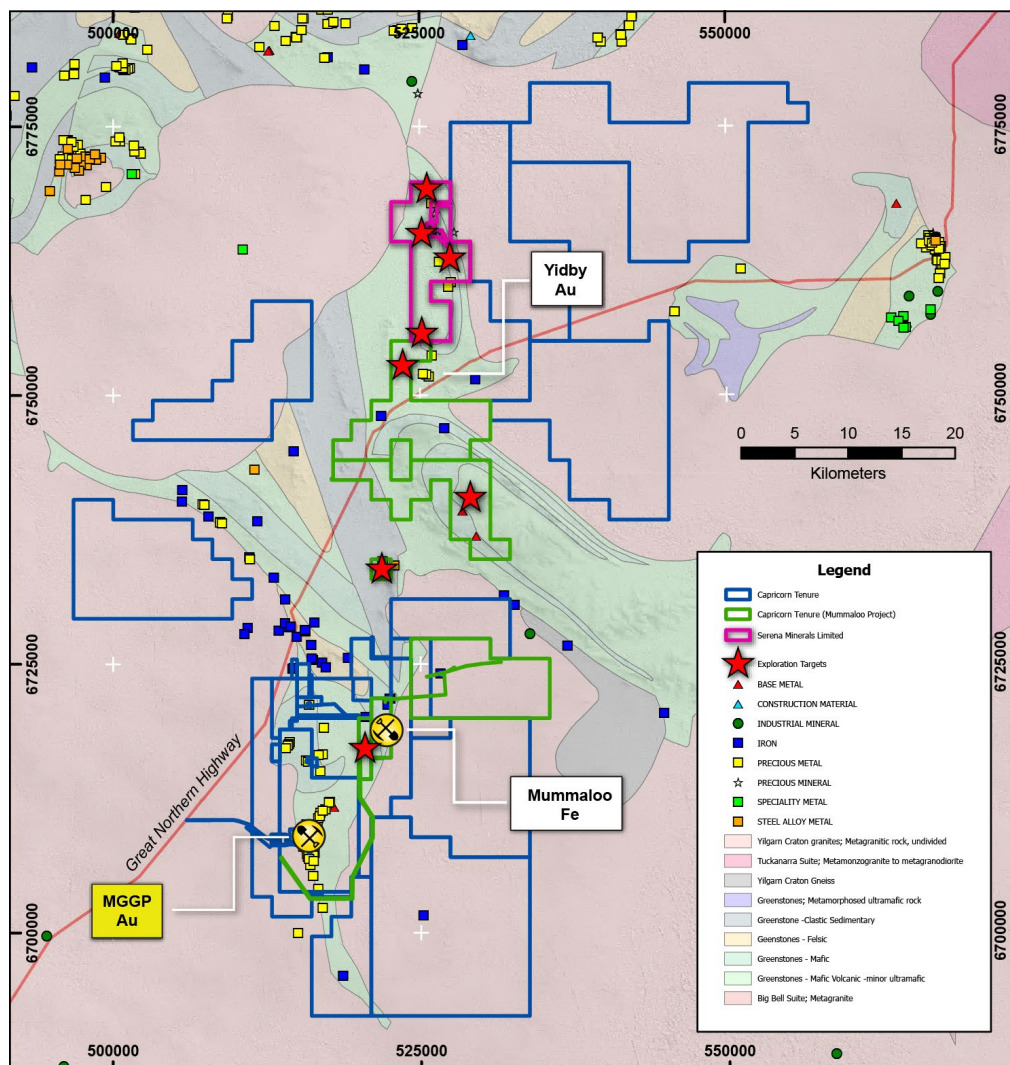 500000
525000
550000
6775000
6775000
Yidby
Au
6750000
6750000
0 5 10 15 20
Kilometers
Legend
Capricorn Tenure
Capricorn Tenure (Mummaloo Project)
Serena Minerals Limited
Exploration Targets
BASE METAL
CONSTRUCTION MATERIAL
INDUSTRIAL MINERAL
IRON
PRECIOUS METAL
PRECIOUS MINERAL
SPECIALITY METAL
STEEL ALLOY METAL
Yilgarn Craton granites; Metagranitic rock, undivided
Tuckanarra Suite; Metamonzogranite to metagranodiorite
Yilgarn Craton Gneiss
Greenstones; Metamorphosed ultramafic rock
Greenstone -Clastic Sedimentary
Geenstones - Felsic
Greenstones - Mafic
Greenstones - Mafic Volcanic -minor ultramafic
Big Bell Suite; Metagranite
6725000
6725000
Great Northern Highway
Mummaloo
Fe
MGGP
Au
6700000
6700000
500000
525000
550000